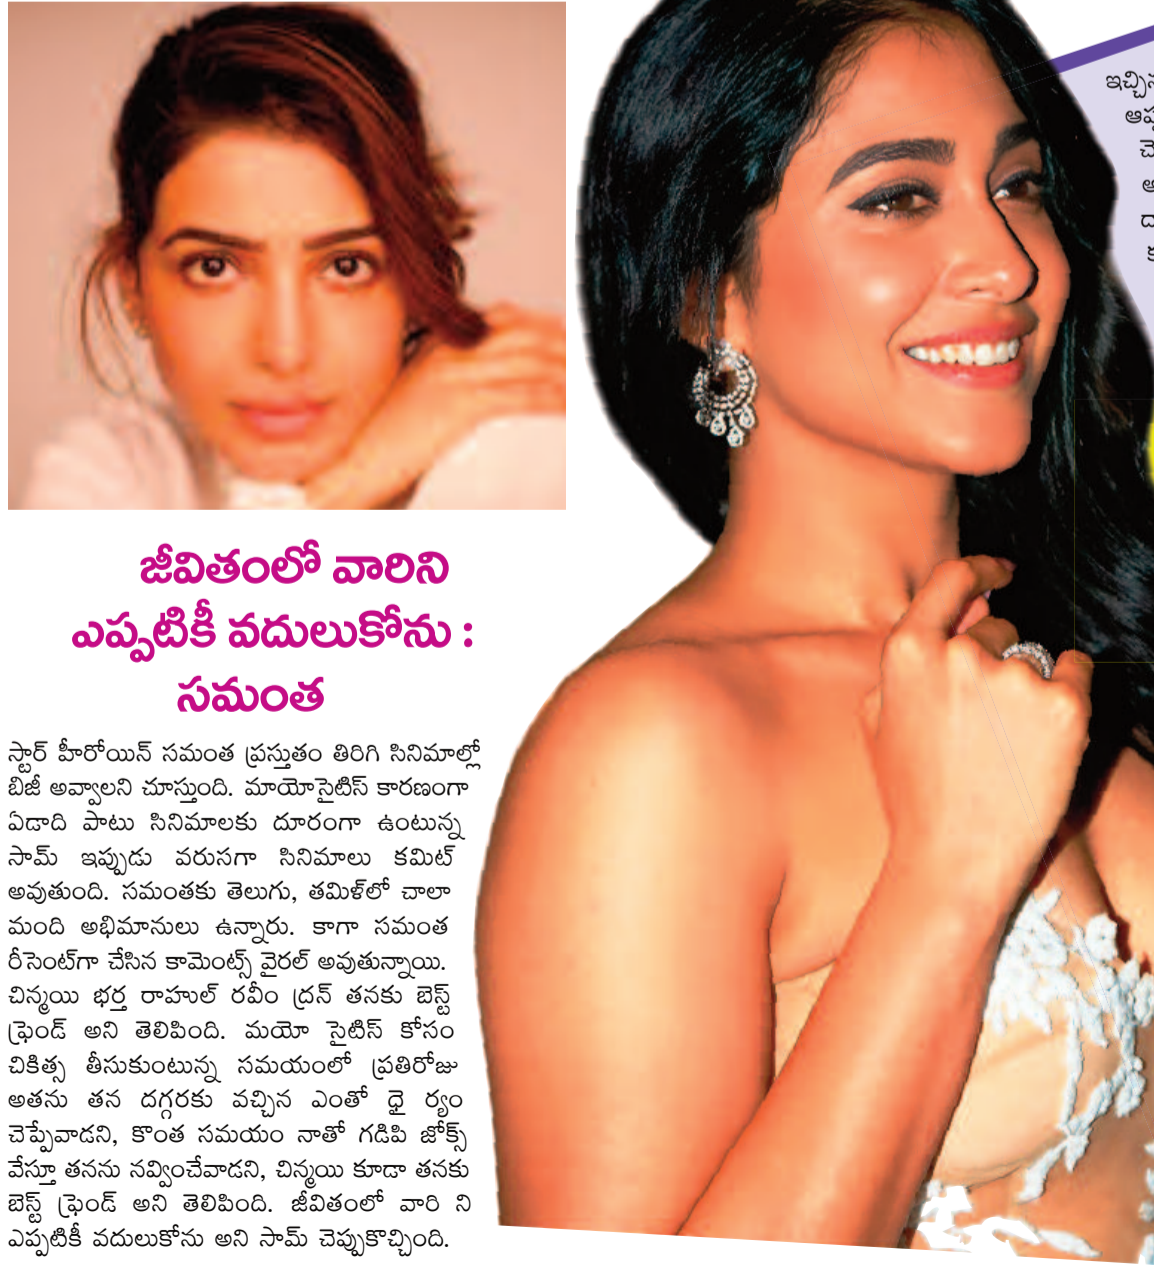 జీవితంలో వారిని
ఎప్పటికీ వదులుకోను :
సమంత
స్టార్ హీరోయిన్ సమంత ప్రస్తుతం తిరిగి సినిమాల్లో
బిజీ అవ్వాలని చూస్తుంది. మాయోసైటిస్ కారణంగా
ఏడాది పాటు సినిమాలకు దూరంగా ఉంటున్న
సామ్ ఇప్పుడు వరుసగా సినిమాలు కమిట్
అవుతుంది. సమంతకు తెలుగు, తమిళ్‌లో చాలా
మంది అభిమానులు ఉన్నారు. కాగా సమంత
రీసెంట్‌గా చేసిన కామెంట్స్ వైరల్ అవుతున్నాయి.
చిన్మయి భర్త రాహుల్ రవీం ద్రన్ తనకు బెస్ట్
ఫ్రెండ్ అని తెలిపింది. మయో సైటిస్ కోసం
చికిత్స తీసుకుంటున్న సమయంలో ప్రతిరోజు
అతను తన దగ్గరకు వచ్చిన ఎంతో ధై ర్యం
చెప్పేవాడని, కొంత సమయం నాతో గడిపి జోక్స్
వేస్తూ తనను నవ్వించేవాడని, చిన్మయి కూడా తనకు
బెస్ట్ ఫ్రెండ్ అని తెలిపింది. జీవితంలో వారి ని
ఎప్పటికీ వదులుకోను అని సామ్ చెప్పుకొచ్చింది.